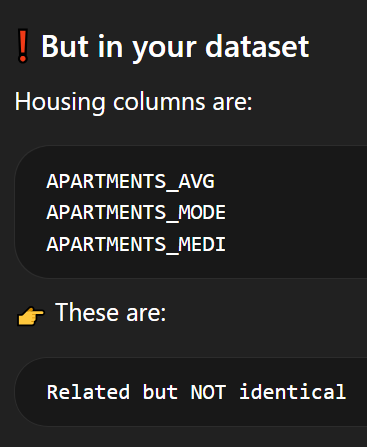 ❗But in your dataset
Housing columns are:
APARTMENTS_AVG
APARTMENTS_MODE
APARTMENTS_MEDI
👉 These are:
Related but NOT identical